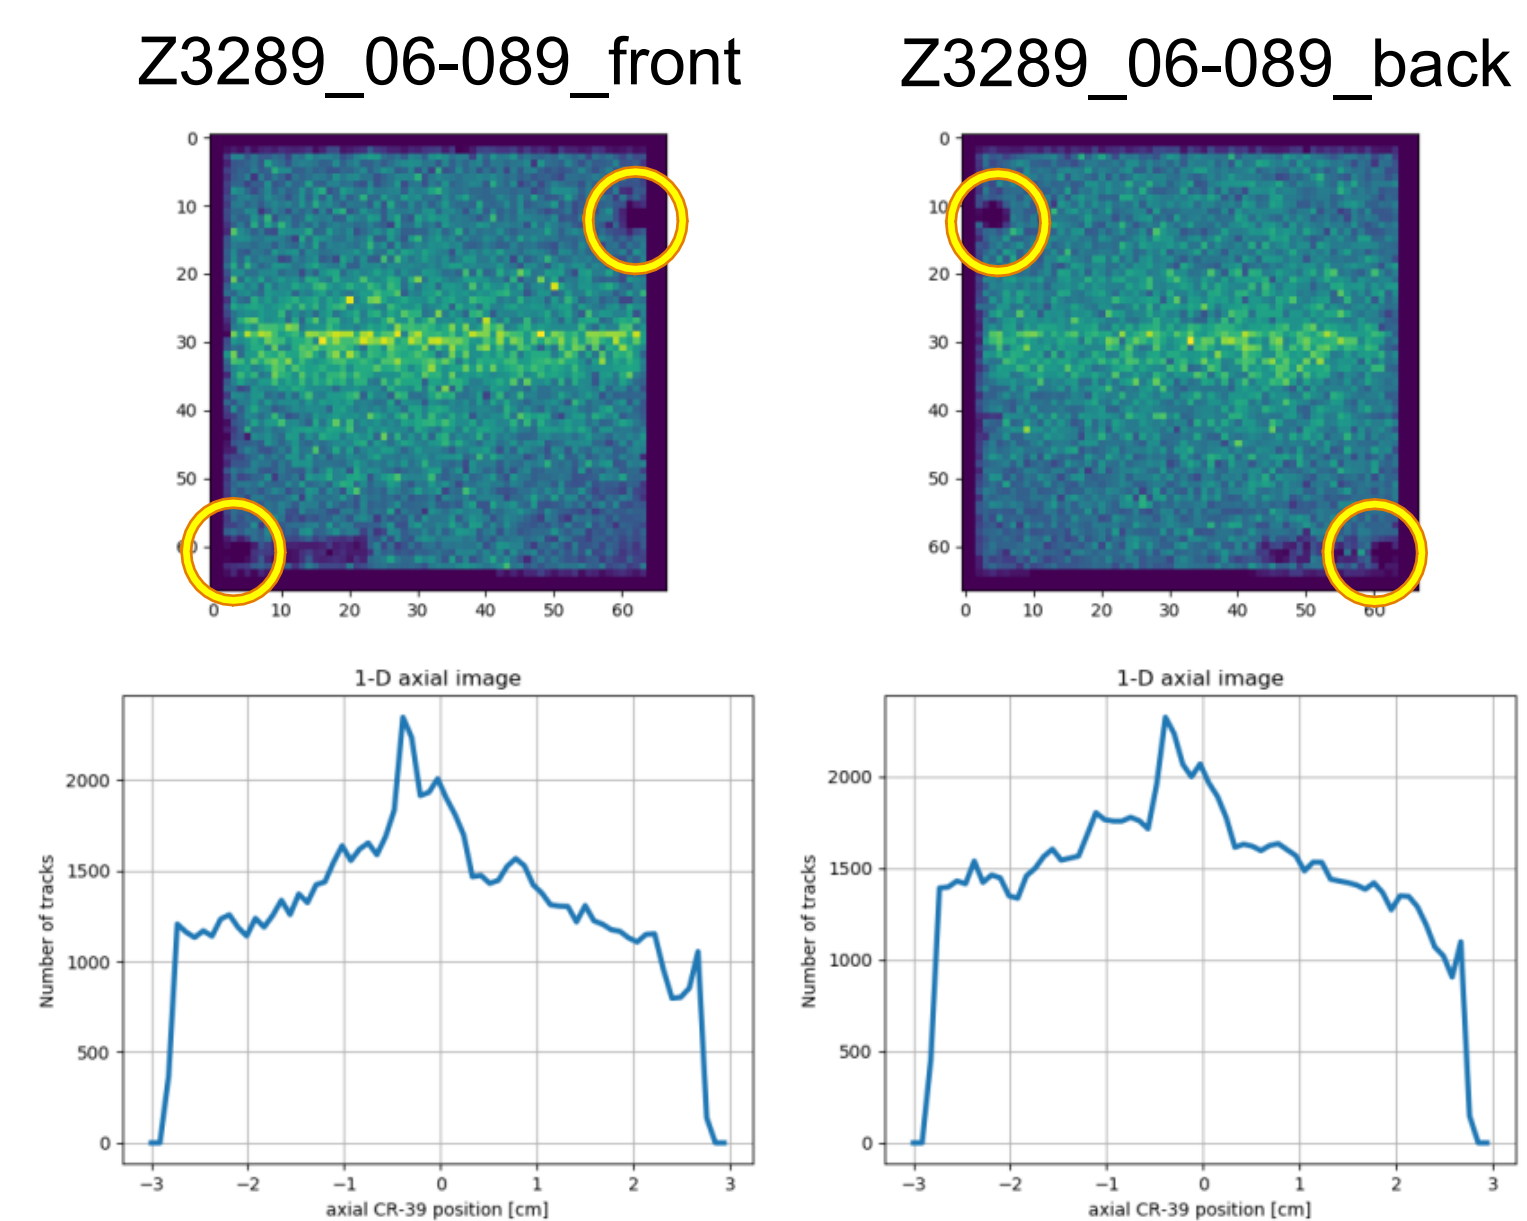 Z3289_06-089_front
Z3289_06-089_back
0
10
20
30
40
50
60
0 10 20 30 40 50 60
0
10
20
30
40
50
60
0 10 20 30 40 50 60
1-D axial image
2000
1500
1000
500
0
Number of tracks
−3 −2 −1 0 1 2 3
axial CR-39 position [cm]
1-D axial image
2000
1500
1000
500
0
Number of tracks
−3 −2 −1 0 1 2 3
axial CR-39 position [cm]